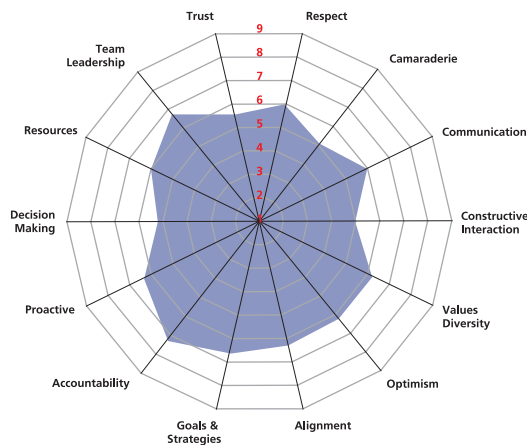 Trust
Respect
9
Team
Leadership
Camaraderie
8
7
6
Resources
Communication
5
4
3
2
Decision
Making
Constructive
Interaction
Proactive
Values
Diversity
Accountability
Optimism
Goals &
Strategies
Alignment